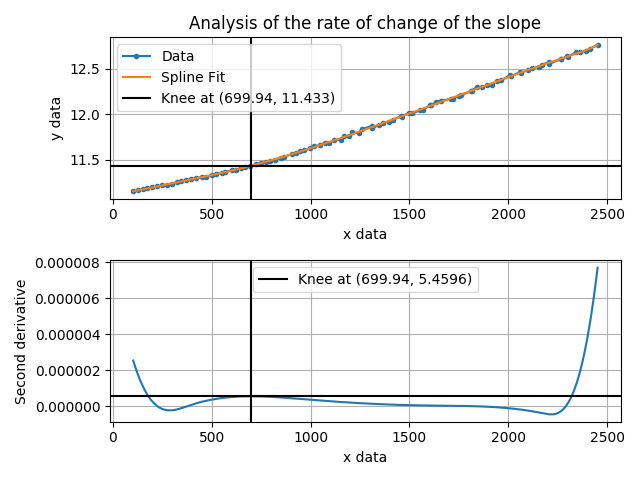 Analysis of the rate of change of the slope
Data
Spline Fit
Knee at (699.94, 11.433)
12.5
12.0
11.5
y data
0 500 1000 1500 2000 2500
x data
Knee at (699.94, 5.4596)
0.000008
0.000006
0.000004
0.000002
0.000000
Second derivative
0 500 1000 1500 2000 2500
x data